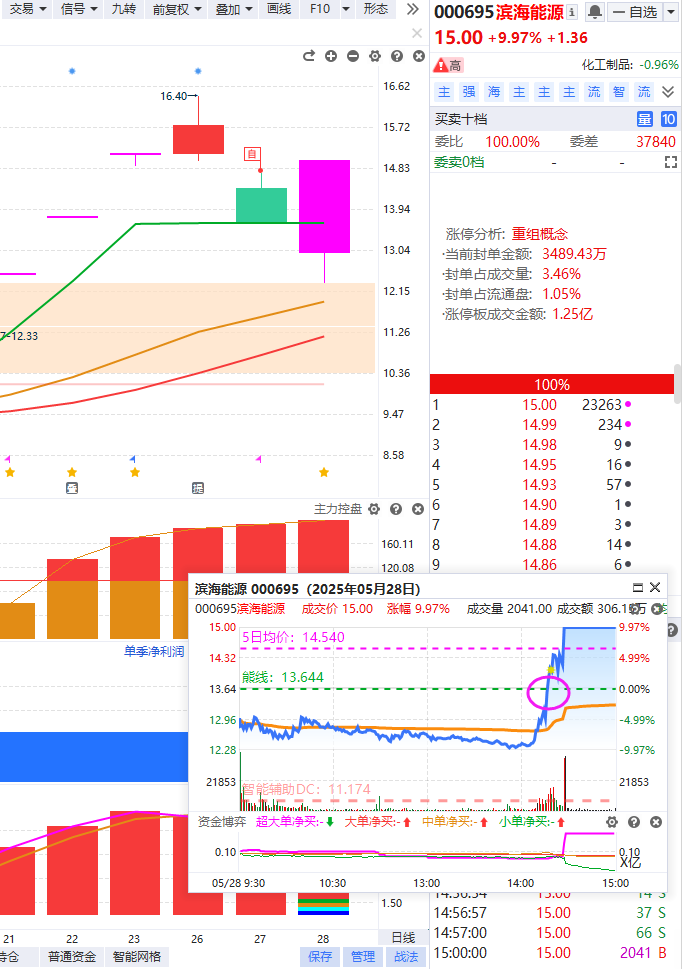 交易 信号 九转 前复权 叠加 画线 F10 形态
000695滨海能源 自选
15.00 +9.97% +1.36
高 化工制品: -0.96%
主 强 海 主 主 主 流 智 流
买卖十档 量 10
委比 100.00% 委差 37840
委卖0档 - -
涨停分析: 重组概念
·当前封单金额: 3489.43万
·封单占成交量: 3.46%
·封单占流通盘: 1.05%
·涨停板成交金额: 1.25亿
100%
1 15.00 23263
2 14.99 234
3 14.98 9
4 14.95 16
5 14.93 57
6 14.90 1
7 14.89 3
8 14.88 14
9 14.86 6
16.40
自
7-12.33
16.62
15.72
14.83
13.94
13.04
12.15
11.26
10.36
9.47
8.58
主力控盘
160.11
120.08
单季净利润
滨海能源 000695 (2025年05月28日)
000695滨海能源 成交价 15.00 涨幅 9.97% 成交量 2041.00 成交额 306.15万
15.00 5日均价: 14.540 9.97%
14.32 4.99%
13.64 熊线: 13.644 0.00%
12.96 -4.99%
12.28 -9.97%
21853 智能辅助DC: 11.174 21853
资金博弈 超大单净买:- 大单净买:- 中单净买:- 小单净买:-
0.10 0.10
X亿
05/28 9:30 10:30 13:00 14:00 15:00
1.50
14:56:54 15.00 14 S
14:56:57 15.00 37 S
14:57:00 15.00 66 S
15:00:00 15.00 2041 B
21 22 23 26 27 28 日线
持仓 普通资金 智能网格 保存 管理 战法